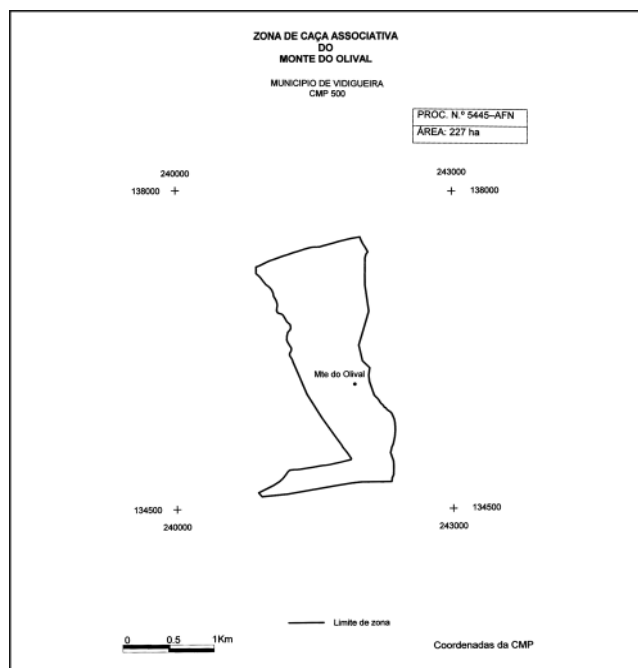 ZONA DE CAÇA ASSOCIATIVA
DO
MONTE DO OLIVAL
MUNICIPIO DE VIDIGUEIRA
CMP 500
PROC. N.º 5445–AFN
ÁREA: 227 ha
240000
243000
138000
138000
Mte do Olival
134500
134500
240000
243000
Limite de zona
0 0.5 1Km
Coordenadas da CMP